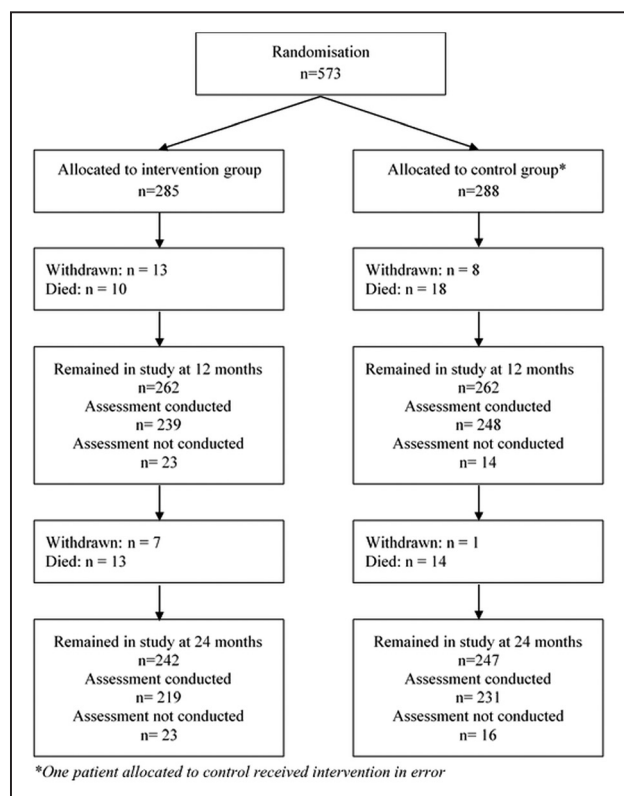 Randomisation
n=573
Allocated to intervention group
n=285
Allocated to control group*
n=288
Withdrawn: n = 13
Died: n = 10
Withdrawn: n = 8
Died: n = 18
Remained in study at 12 months
n=262
Assessment conducted
n= 239
Assessment not conducted
n= 23
Remained in study at 12 months
n=262
Assessment conducted
n= 248
Assessment not conducted
n= 14
Withdrawn: n = 7
Died: n = 13
Withdrawn: n = 1
Died: n = 14
Remained in study at 24 months
n=242
Assessment conducted
n= 219
Assessment not conducted
n= 23
Remained in study at 24 months
n=247
Assessment conducted
n= 231
Assessment not conducted
n= 16
*One patient allocated to control received intervention in error